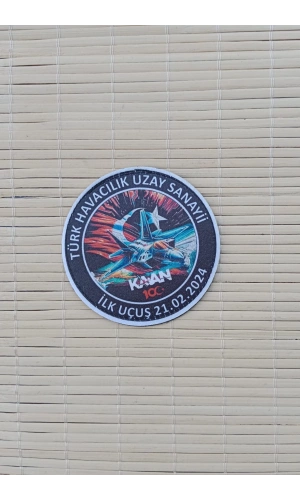 TÜRK HAVACILIK UZAY SANAYİİ
KAAN
100
İLK UÇUŞ 21.02.2024